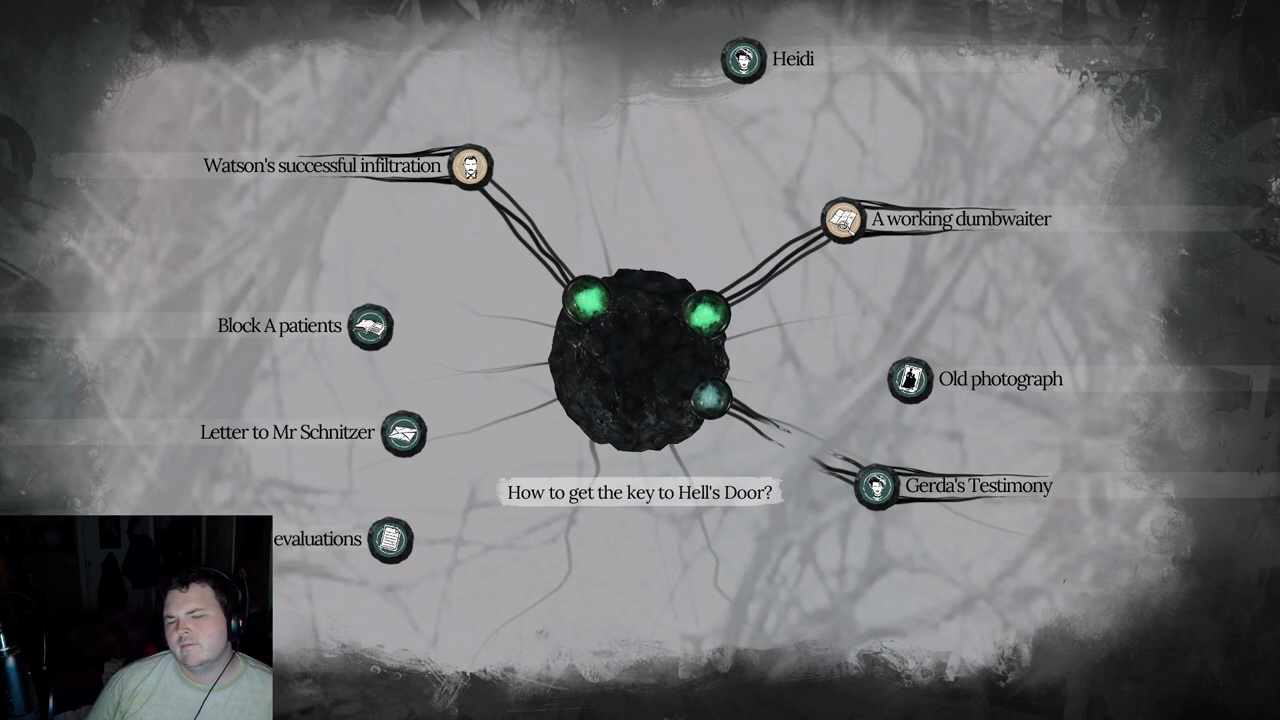 Heidi
Watson's successful infiltration
A working dumbwaiter
Block A patients
Old photograph
Letter to Mr Schnitzer
Gerda's Testimony
How to get the key to Hell's Door?
evaluations